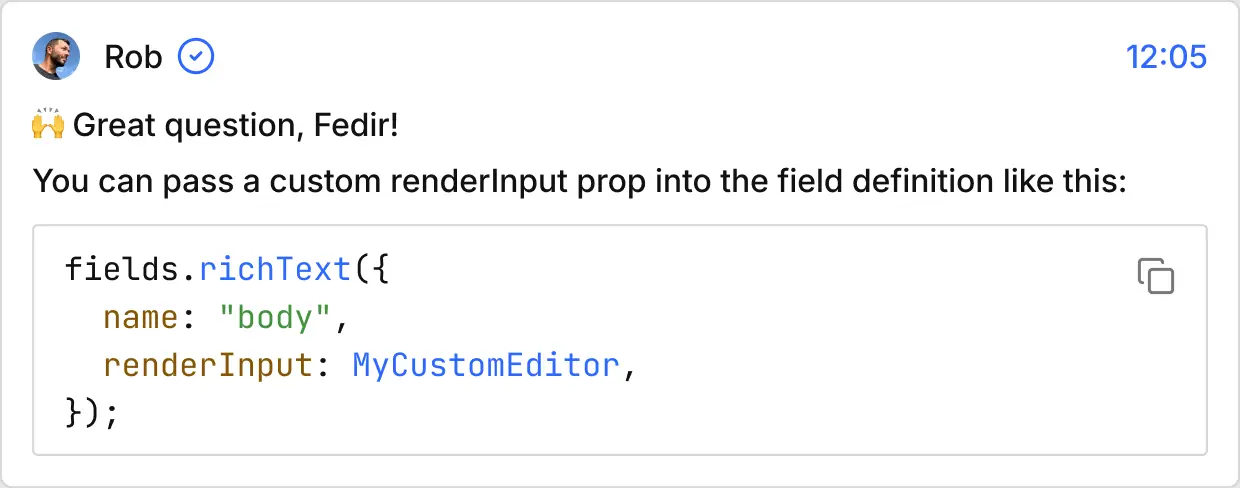 Rob
12:05
🙌 Great question, Fedir!
You can pass a custom renderInput prop into the field definition like this:
fields.richText({
  name: "body",
  renderInput: MyCustomEditor,
});